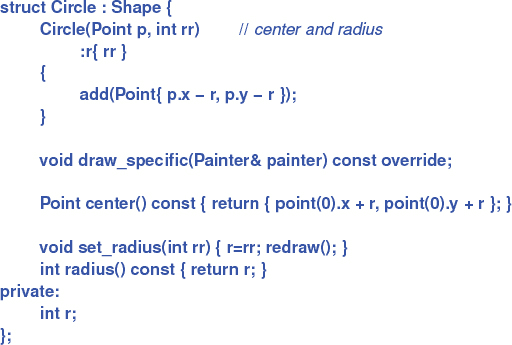 struct Circle : Shape {
Circle(Point p, int rr) // center and radius
:r{ rr }
{
add(Point{ p.x − r, p.y − r });
}
void draw_specific(Painter& painter) const override;
Point center() const { return { point(0).x + r, point(0).y + r }; }
void set_radius(int rr) { r=rr; redraw(); }
int radius() const { return r; }
private:
int r;
};